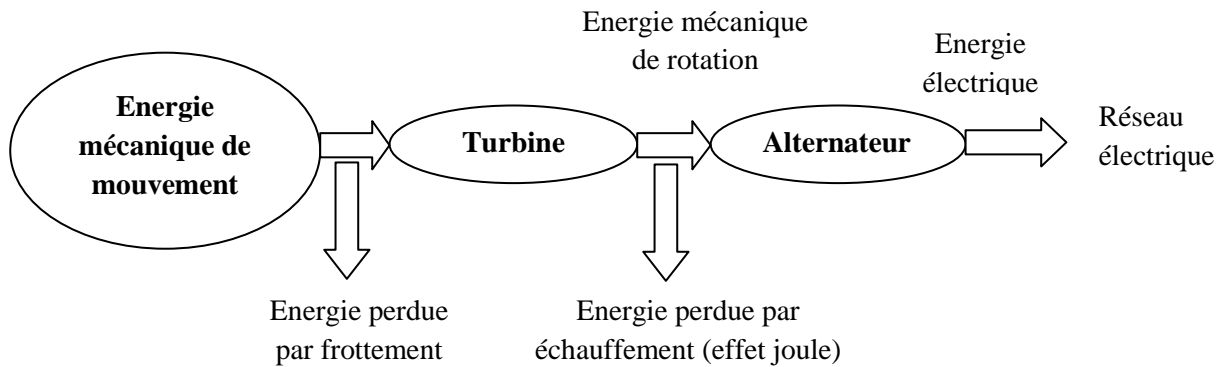 Energie mécanique
de rotation
Energie
électrique
Energie
mécanique de
mouvement
Turbine
Alternateur
Réseau
électrique
Energie perdue
par frottement
Energie perdue par
échauffement (effet joule)